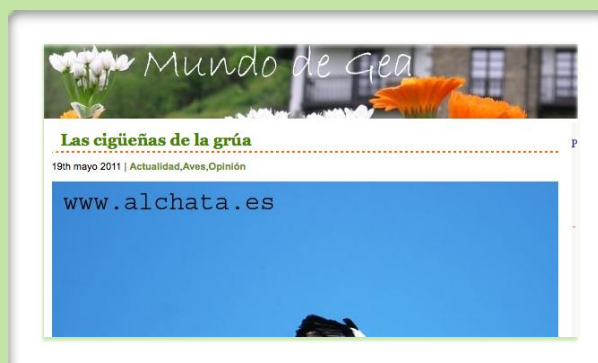 Mundo de Gea
Las cigüeñas de la grúa
19th mayo 2011 | Actualidad,Aves,Opinión
www.alchata.es